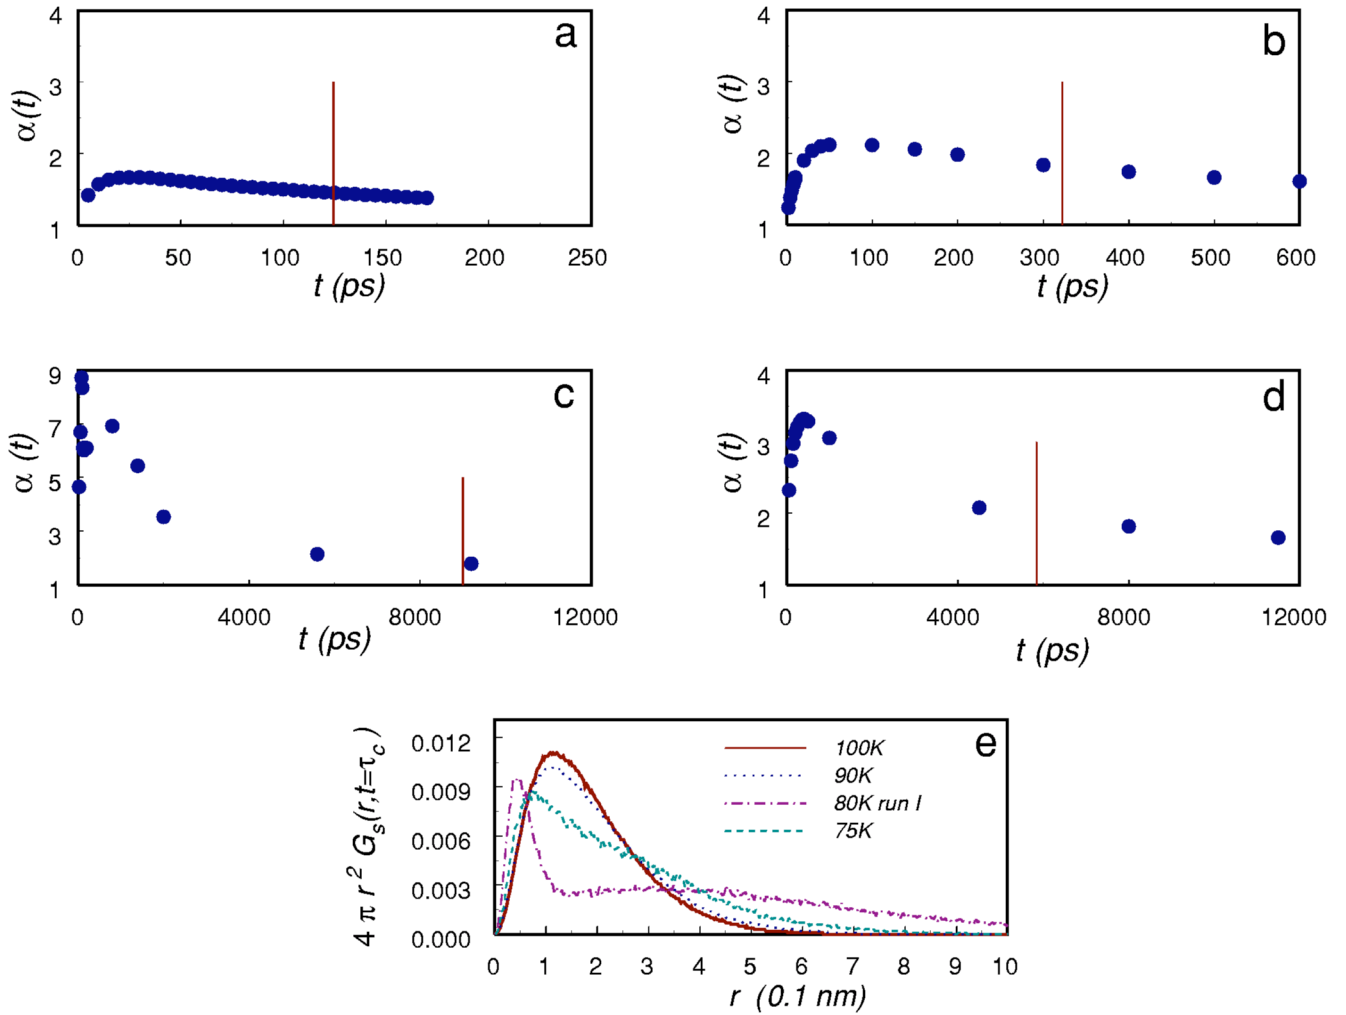 4
3
2
1
α(t)
a
0 50 100 150 200 250
t (ps)
4
3
2
1
α (t)
b
0 100 200 300 400 500 600
t (ps)
9
7
5
3
1
α (t)
c
0 4000 8000 12000
t (ps)
4
3
2
1
α (t)
d
0 4000 8000 12000
t (ps)
4 π r² Gₛ(r,t=τ_c)
0.012
0.009
0.006
0.003
0.000
e
100K
90K
80K run I
75K
0 1 2 3 4 5 6 7 8 9 10
r (0.1 nm)